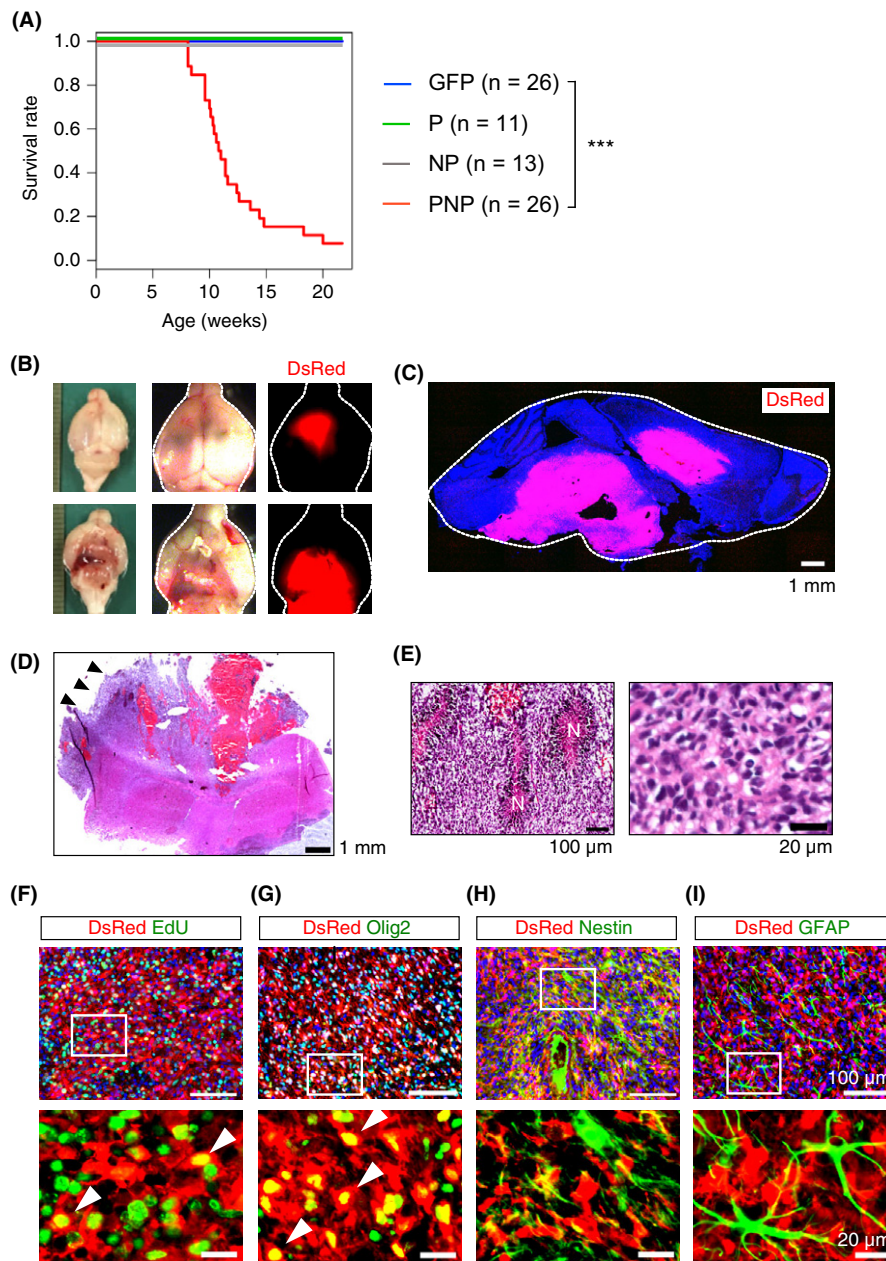 (A)
Survival rate
1.0
0.8
0.6
0.4
0.2
0.0
0 5 10 15 20
Age (weeks)
GFP (n = 26)
P (n = 11)
NP (n = 13)
PNP (n = 26)
***
(B)
DsRed
(C)
DsRed
1 mm
(D)
1 mm
(E)
N
N
100 µm
20 µm
(F) (G) (H) (I)
DsRed EdU DsRed Olig2 DsRed Nestin DsRed GFAP
100 µm
20 µm